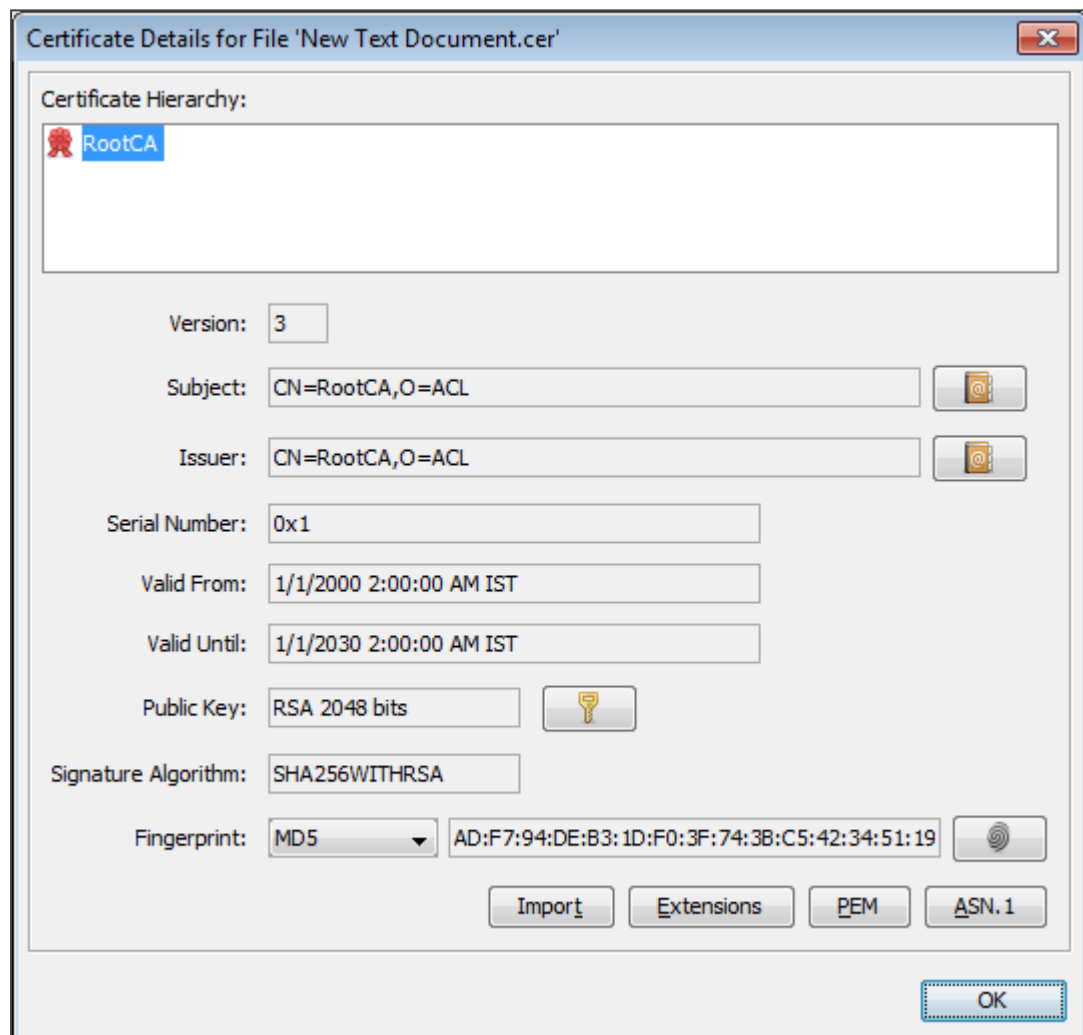 Certificate Details for File 'New Text Document.cer'
Certificate Hierarchy:
RootCA
Version: 3
Subject: CN=RootCA,O=ACL
Issuer: CN=RootCA,O=ACL
Serial Number: 0x1
Valid From: 1/1/2000 2:00:00 AM IST
Valid Until: 1/1/2030 2:00:00 AM IST
Public Key: RSA 2048 bits
Signature Algorithm: SHA256WITHRSA
Fingerprint: MD5 AD:F7:94:DE:B3:1D:F0:3F:74:3B:C5:42:34:51:19
Import Extensions PEM ASN.1
OK